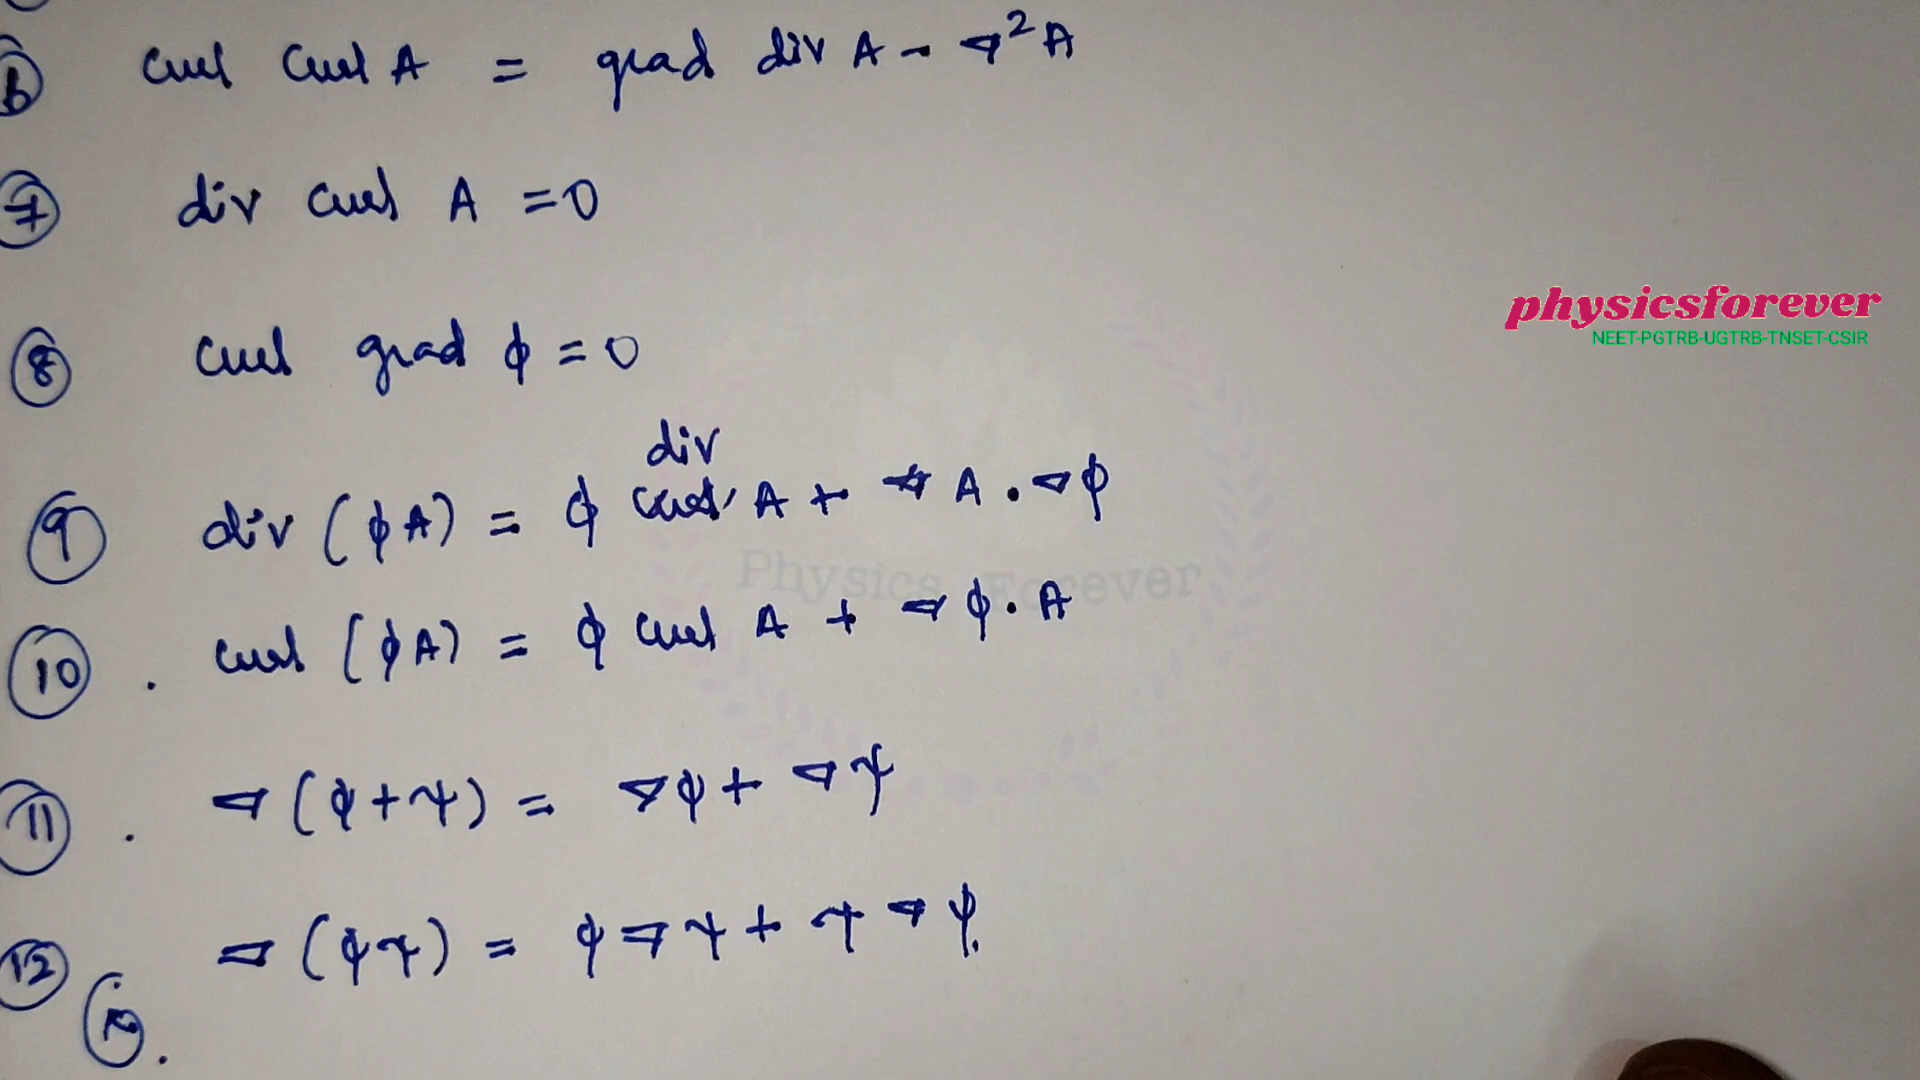 ⑥ curl curl A = grad div A - ∇²A
⑦ div curl A = 0
⑧ curl grad ϕ = 0
div
⑨ div (ϕA) = ϕ curl A + A . ∇ϕ
⑩ . curl (ϕA) = ϕ curl A + ∇ϕ . A
⑪ . ∇(ϕ+ψ) = ∇ϕ + ∇ψ
⑫ ∇(ϕψ) = ϕ∇ψ + ψ∇ϕ.
physicsforever
NEET-PGTRB-UGTRB-TNSET-CSIR
Physics Forever